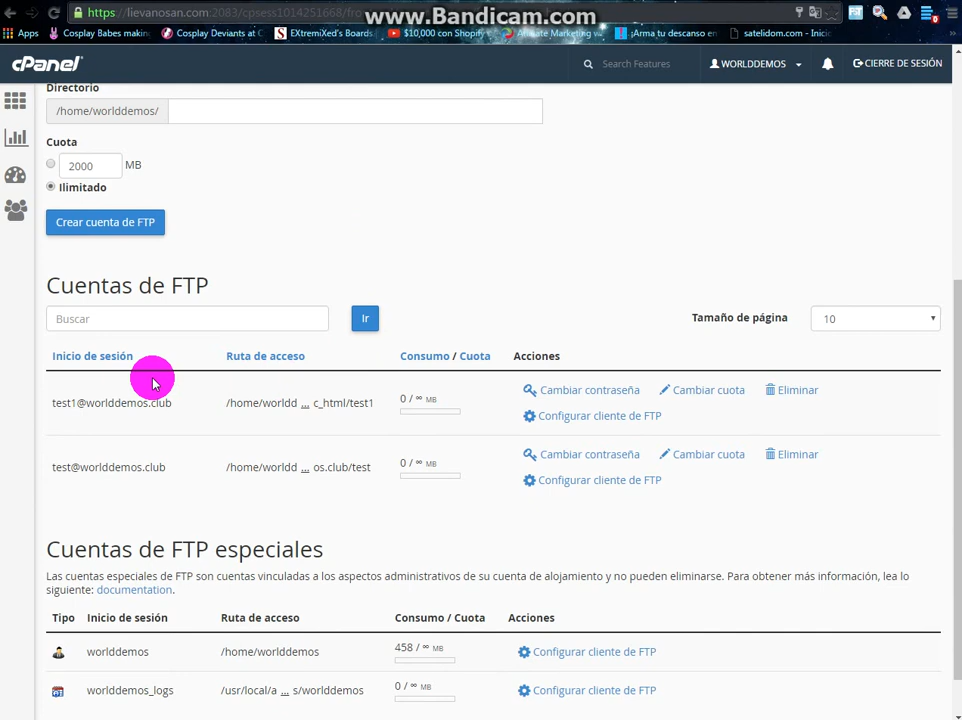 https://lievanosan.com:2083/cpsess1014251668/fro
www.Bandicam.com
Apps Cosplay Babes makin Cosplay Deviants at C EXtremiXed's Boards. $10,000 con Shopify Affiliate Marketing ¡Arma tu descanso en satelidom.com - Inicio
cPanel Search Features WORLDDEMOS CIERRE DE SESIÓN
Directorio
/home/worlddemos/
Cuota
2000 MB
Ilimitado
Crear cuenta de FTP
Cuentas de FTP
Buscar Ir Tamaño de página 10
Inicio de sesión Ruta de acceso Consumo / Cuota Acciones
test1@worlddemos.club /home/worldd ... c_html/test1 0 / ∞ MB Cambiar contraseña Cambiar cuota Eliminar
Configurar cliente de FTP
test@worlddemos.club /home/worldd ... os.club/test 0 / ∞ MB Cambiar contraseña Cambiar cuota Eliminar
Configurar cliente de FTP
Cuentas de FTP especiales
Las cuentas especiales de FTP son cuentas vinculadas a los aspectos administrativos de su cuenta de alojamiento y no pueden eliminarse. Para obtener más información, lea lo
siguiente: documentation.
Tipo Inicio de sesión Ruta de acceso Consumo / Cuota Acciones
worlddemos /home/worlddemos 458 / ∞ MB Configurar cliente de FTP
worlddemos_logs /usr/local/a ... s/worlddemos 0 / ∞ MB Configurar cliente de FTP